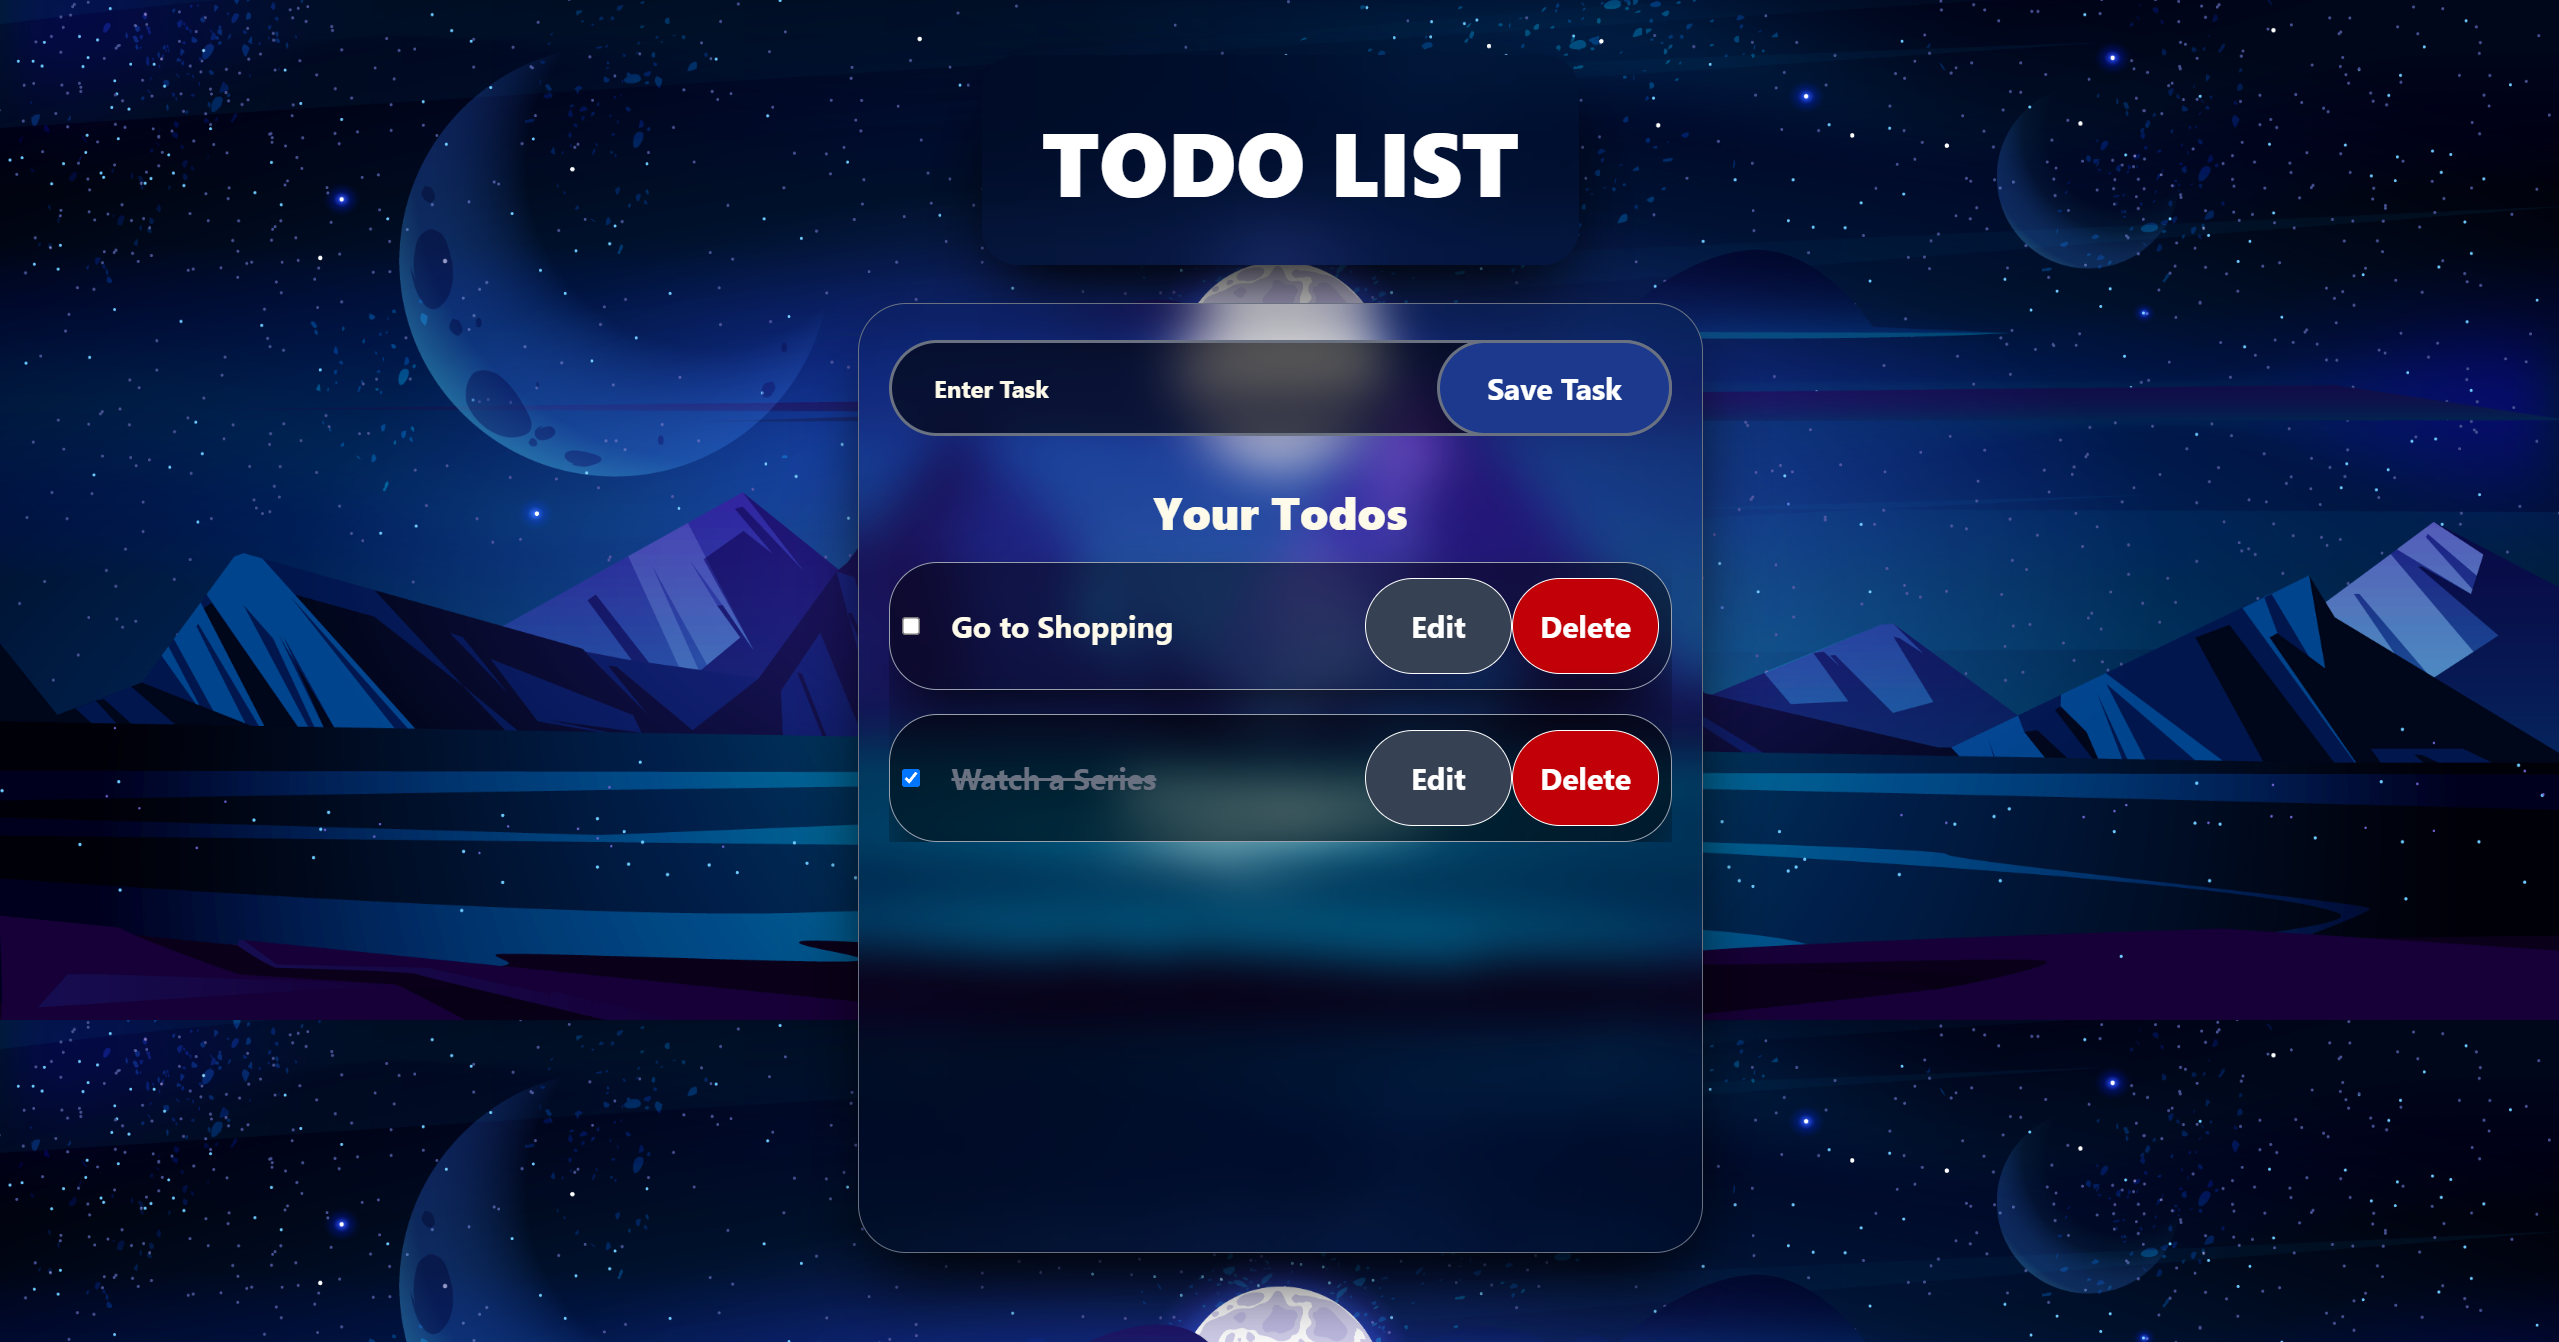 TODO LIST
Enter Task
Save Task
Your Todos
Go to Shopping
Edit
Delete
Watch a Series
Edit
Delete